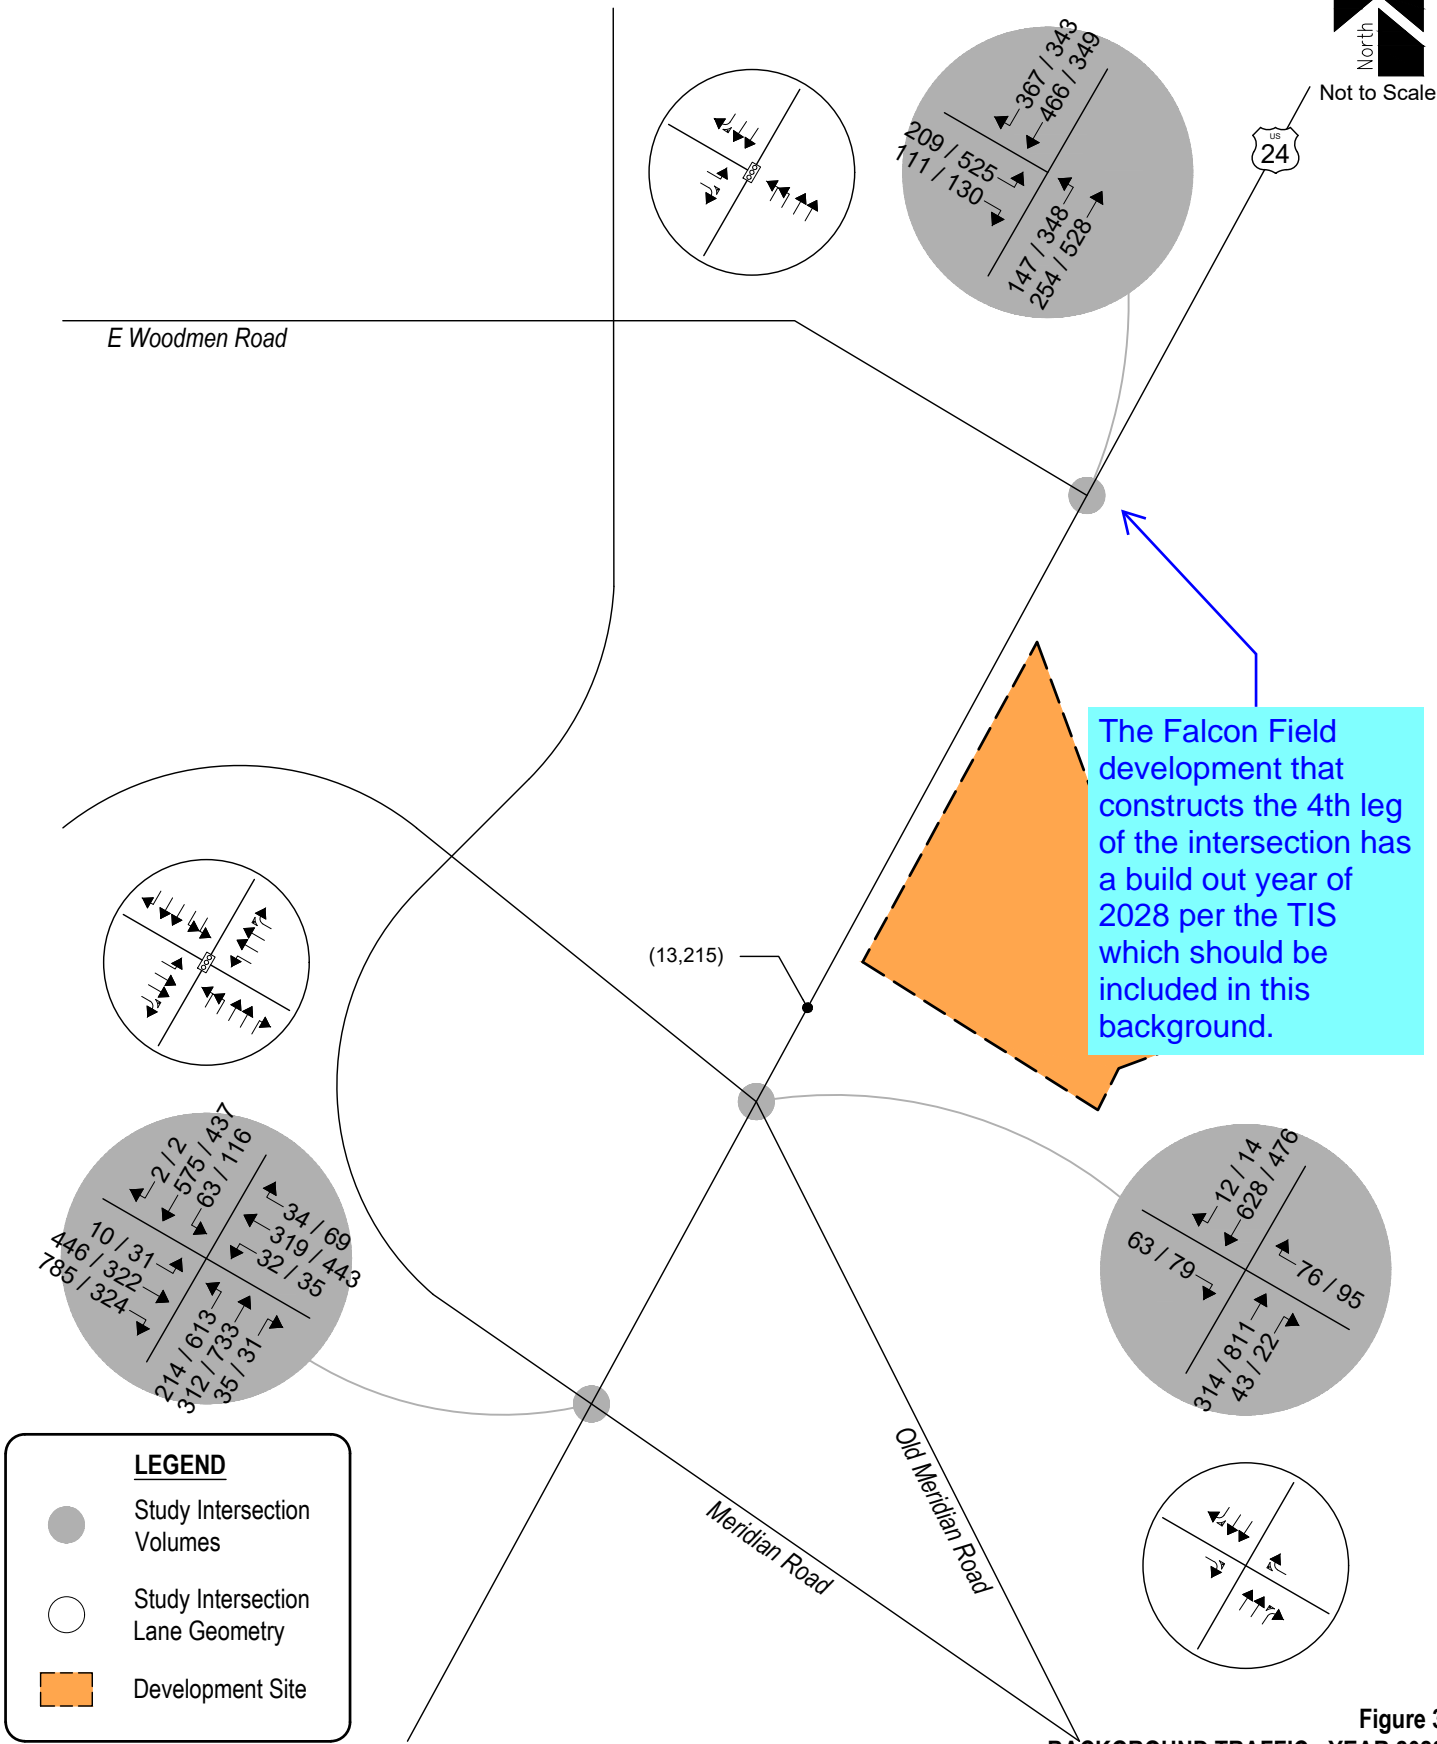 North
Not to Scale
US
24
367 / 343
466 / 349
209 / 525
111 / 130
147 / 348
254 / 528
E Woodmen Road
The Falcon Field
development that
constructs the 4th leg
of the intersection has
a build out year of
2028 per the TIS
which should be
included in this
background.
(13,215)
2 / 2
575 / 437
63 / 116
34 / 69
319 / 443
32 / 35
10 / 31
446 / 322
785 / 324
214 / 613
312 / 733
35 / 31
12 / 14
628 / 476
63 / 79
76 / 95
314 / 811
43 / 22
Old Meridian Road
Meridian Road
LEGEND
Study Intersection
Volumes
Study Intersection
Lane Geometry
Development Site
Figure 3
BACKGROUND TRAFFIC - YEAR